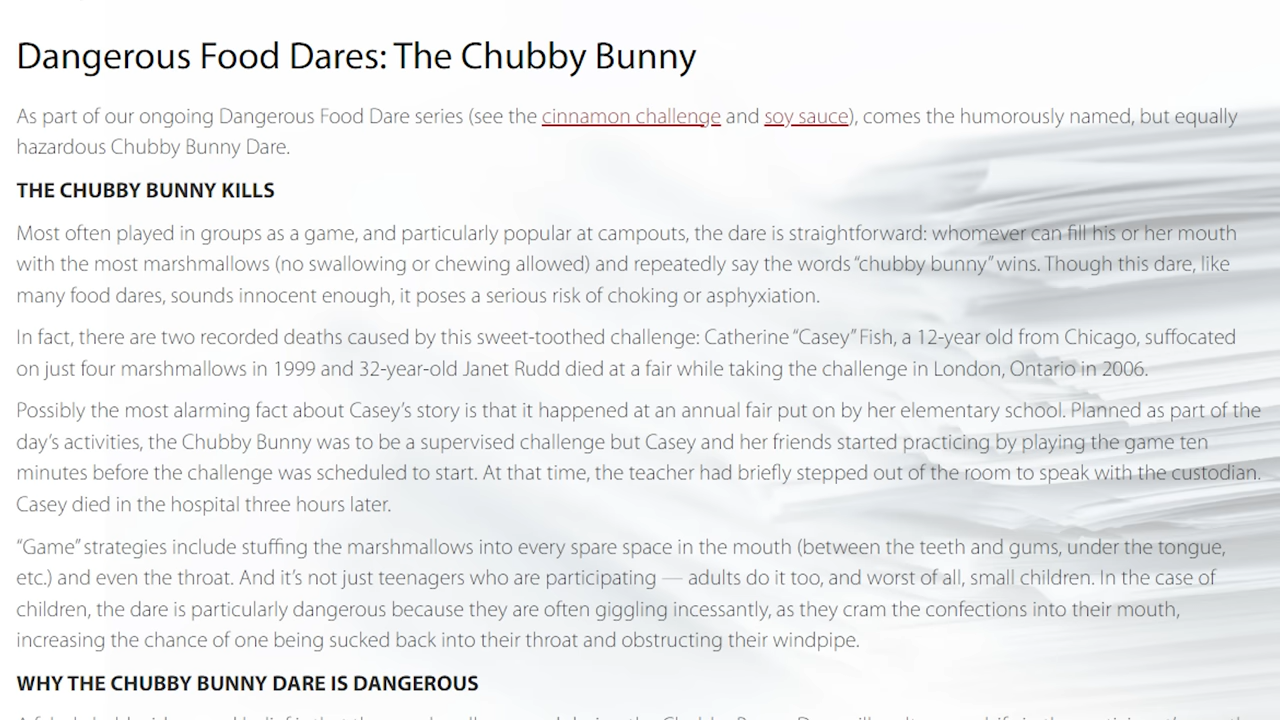 Dangerous Food Dares: The Chubby Bunny
As part of our ongoing Dangerous Food Dare series (see the cinnamon challenge and soy sauce), comes the humorously named, but equally
hazardous Chubby Bunny Dare.
THE CHUBBY BUNNY KILLS
Most often played in groups as a game, and particularly popular at campouts, the dare is straightforward: whomever can fill his or her mouth
with the most marshmallows (no swallowing or chewing allowed) and repeatedly say the words “chubby bunny” wins. Though this dare, like
many food dares, sounds innocent enough, it poses a serious risk of choking or asphyxiation.
In fact, there are two recorded deaths caused by this sweet-toothed challenge: Catherine “Casey” Fish, a 12-year old from Chicago, suffocated
on just four marshmallows in 1999 and 32-year-old Janet Rudd died at a fair while taking the challenge in London, Ontario in 2006.
Possibly the most alarming fact about Casey’s story is that it happened at an annual fair put on by her elementary school. Planned as part of the
day’s activities, the Chubby Bunny was to be a supervised challenge but Casey and her friends started practicing by playing the game ten
minutes before the challenge was scheduled to start. At that time, the teacher had briefly stepped out of the room to speak with the custodian.
Casey died in the hospital three hours later.
“Game” strategies include stuffing the marshmallows into every spare space in the mouth (between the teeth and gums, under the tongue,
etc.) and even the throat. And it’s not just teenagers who are participating — adults do it too, and worst of all, small children. In the case of
children, the dare is particularly dangerous because they are often giggling incessantly, as they cram the confections into their mouth,
increasing the chance of one being sucked back into their throat and obstructing their windpipe.
WHY THE CHUBBY BUNNY DARE IS DANGEROUS